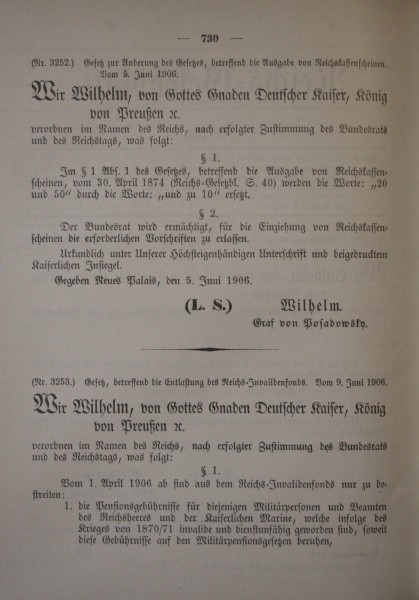 — 730 —
(Nr. 3252.) Gesetz zur Änderung des Gesetzes, betreffend die Ausgabe von Reichskassenscheinen.
Vom 5. Juni 1906.
Wir Wilhelm, von Gottes Gnaden Deutscher Kaiser, König
von Preußen ꝛc.
verordnen im Namen des Reichs, nach erfolgter Zustimmung des Bundesrats
und des Reichstags, was folgt:
§ 1.
Im § 1 Abs. 1 des Gesetzes, betreffend die Ausgabe von Reichskassen-
scheinen, vom 30. April 1874 (Reichs-Gesetzbl. S. 40) werden die Worte: „20
und 50“ durch die Worte: „und zu 10“ ersetzt.
§ 2.
Der Bundesrat wird ermächtigt, für die Einziehung von Reichskassen-
scheinen die erforderlichen Vorschriften zu erlassen.
Urkundlich unter Unserer Höchsteigenhändigen Unterschrift und beigedrucktem
Kaiserlichen Insiegel.
Gegeben Neues Palais, den 5. Juni 1906.
(L. S.) Wilhelm.
Graf von Posadowsky.
(Nr. 3253.) Gesetz, betreffend die Entlastung des Reichs-Invalidenfonds. Vom 9. Juni 1906.
Wir Wilhelm, von Gottes Gnaden Deutscher Kaiser, König
von Preußen ꝛc.
verordnen im Namen des Reichs, nach erfolgter Zustimmung des Bundesrats
und des Reichstags, was folgt:
§ 1.
Vom 1. April 1906 ab sind aus dem Reichs-Invalidenfonds nur zu be-
streiten:
1. die Pensionsgebührnisse für diejenigen Militärpersonen und Beamten
des Reichsheeres und der Kaiserlichen Marine, welche infolge des
Krieges von 1870/71 invalide und dienstunfähig geworden sind, soweit
diese Gebührnisse auf den Militärpensionsgesetzen beruhen,